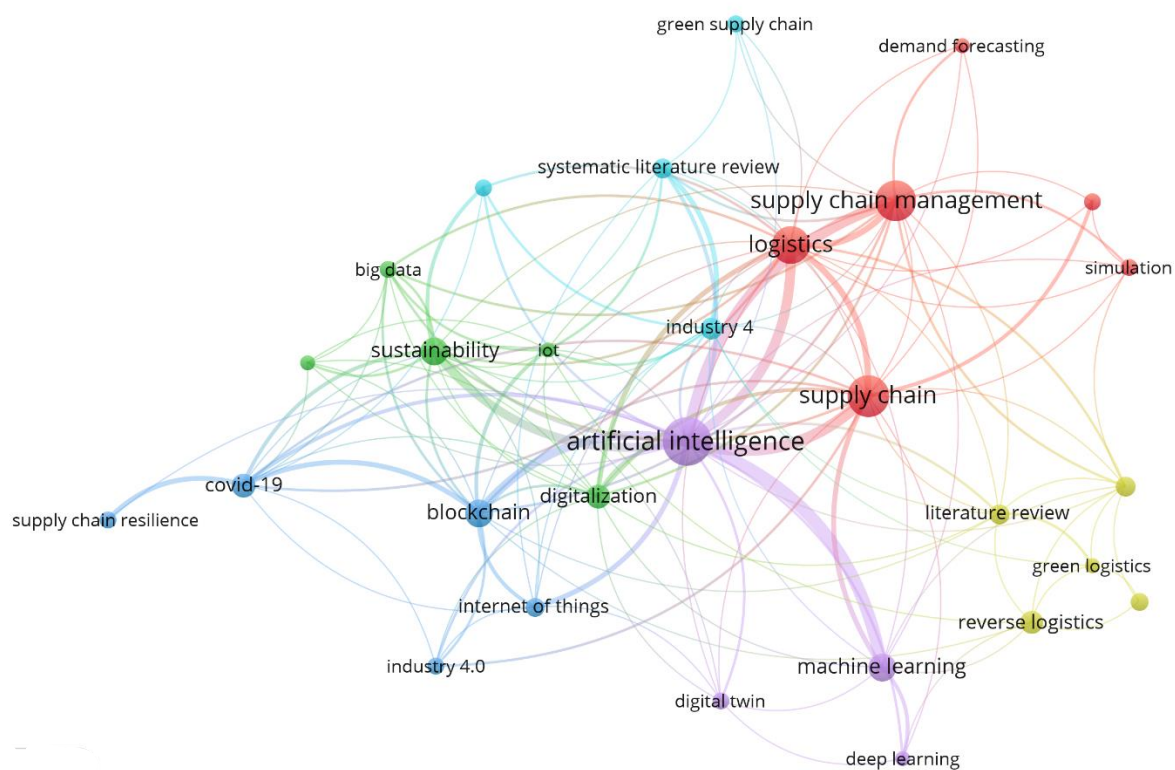 green supply chain
demand forecasting
systematic literature review
supply chain management
logistics
big data
simulation
industry 4
sustainability
iot
supply chain
artificial intelligence
covid-19
digitalization
blockchain
literature review
supply chain resilience
green logistics
internet of things
reverse logistics
industry 4.0
machine learning
digital twin
deep learning